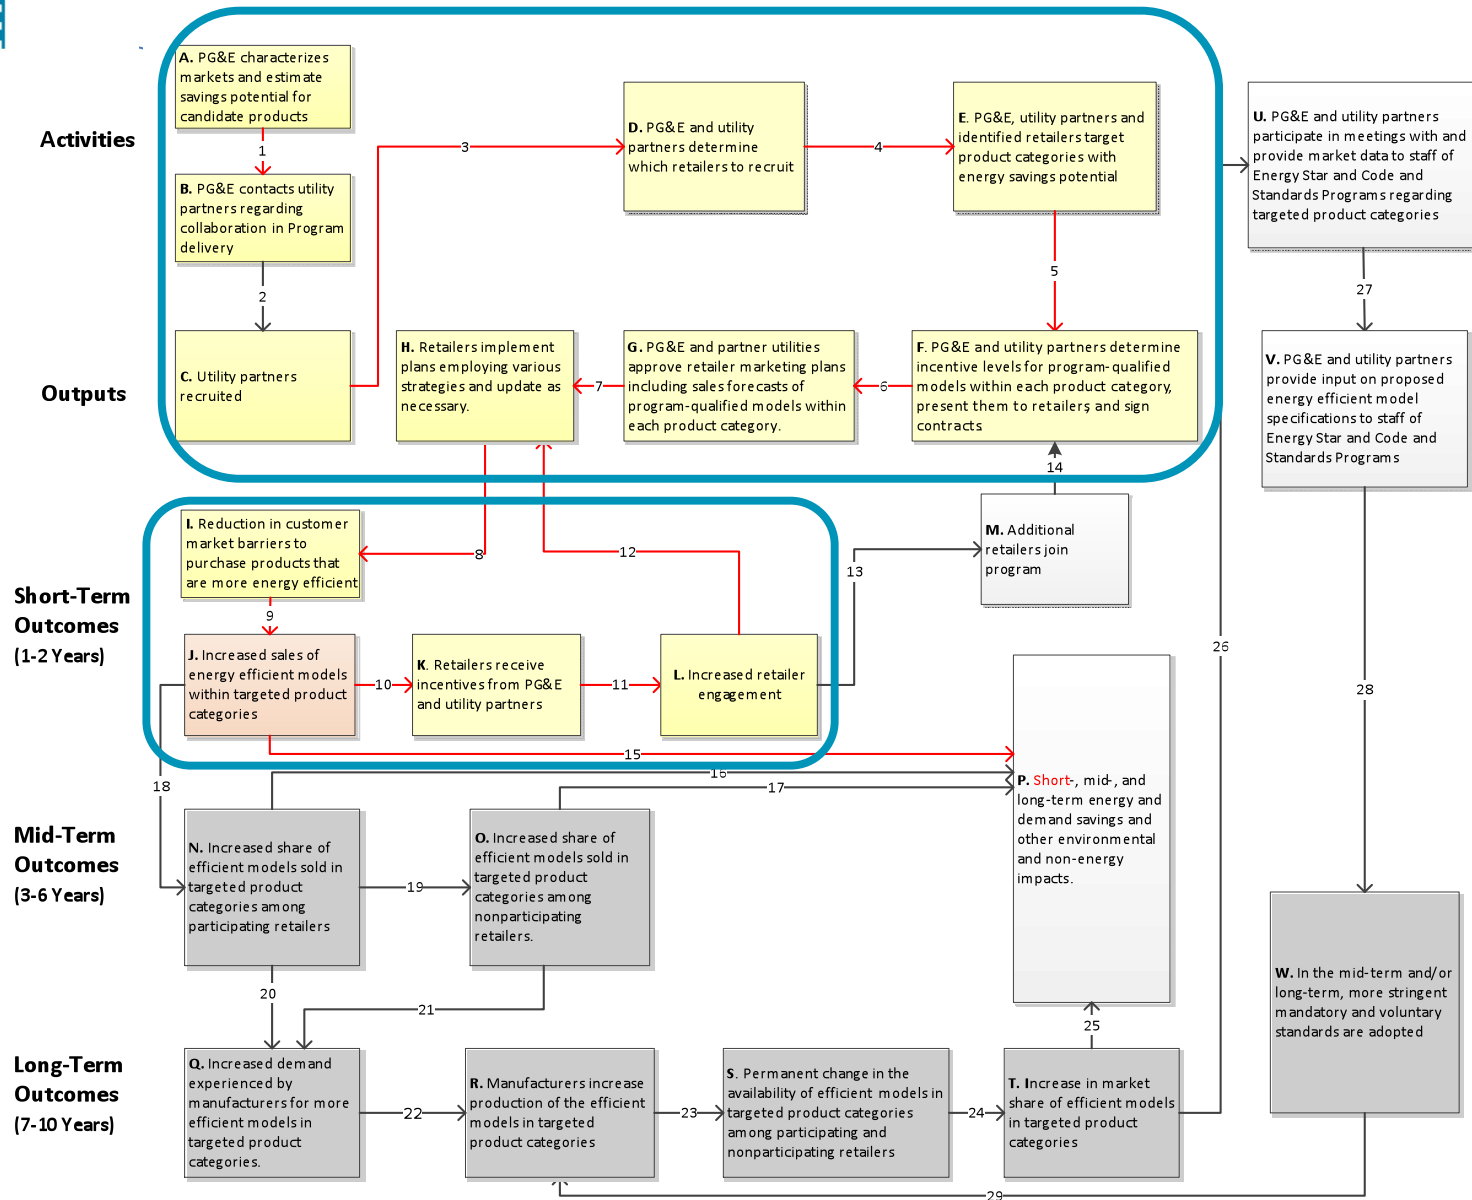 A. PG&E characterizes
markets and estimate
savings potential for
candidate products
Activities
1
B. PG&E contacts utility
partners regarding
collaboration in Program
delivery
2
3
D. PG&E and utility
partners determine
which retailers to recruit
4
E. PG&E, utility partners and
identified retailers target
product categories with
energy savings potential
5
U. PG&E and utility partners
participate in meetings with and
provide market data to staff of
Energy Star and Code and
Standards Programs regarding
targeted product categories
27
Outputs
C. Utility partners
recruited
H. Retailers implement
plans employing various
strategies and update as
necessary.
7
G. PG&E and partner utilities
approve retailer marketing plans
including sales forecasts of
program-qualified models within
each product category.
6
F. PG&E and utility partners determine
incentive levels for program-qualified
models within each product category,
present them to retailers, and sign
contracts
14
V. PG&E and utility partners
provide input on proposed
energy efficient model
specifications to staff of
Energy Star and Code and
Standards Programs
Short-Term
Outcomes
(1-2 Years)
I. Reduction in customer
market barriers to
purchase products that
are more energy efficient
8
12
13
M. Additional
retailers join
program
9
J. Increased sales of
energy efficient models
within targeted product
categories
10
K. Retailers receive
incentives from PG&E
and utility partners
11
L. Increased retailer
engagement
26
28
15
16
17
18
P. Short-, mid-, and
long-term energy and
demand savings and
other environmental
and non-energy
impacts.
Mid-Term
Outcomes
(3-6 Years)
N. Increased share of
efficient models sold in
targeted product
categories among
participating retailers
19
O. Increased share of
efficient models sold in
targeted product
categories among
nonparticipating
retailers.
20
21
25
W. In the mid-term and/or
long-term, more stringent
mandatory and voluntary
standards are adopted
Long-Term
Outcomes
(7-10 Years)
Q. Increased demand
experienced by
manufacturers for more
efficient models in
targeted product
categories.
22
R. Manufacturers increase
production of the efficient
models in targeted
product categories
23
S. Permanent change in the
availability of efficient models in
targeted product categories
among participating and
nonparticipating retailers
24
T. Increase in market
share of efficient models
in targeted product
categories
29